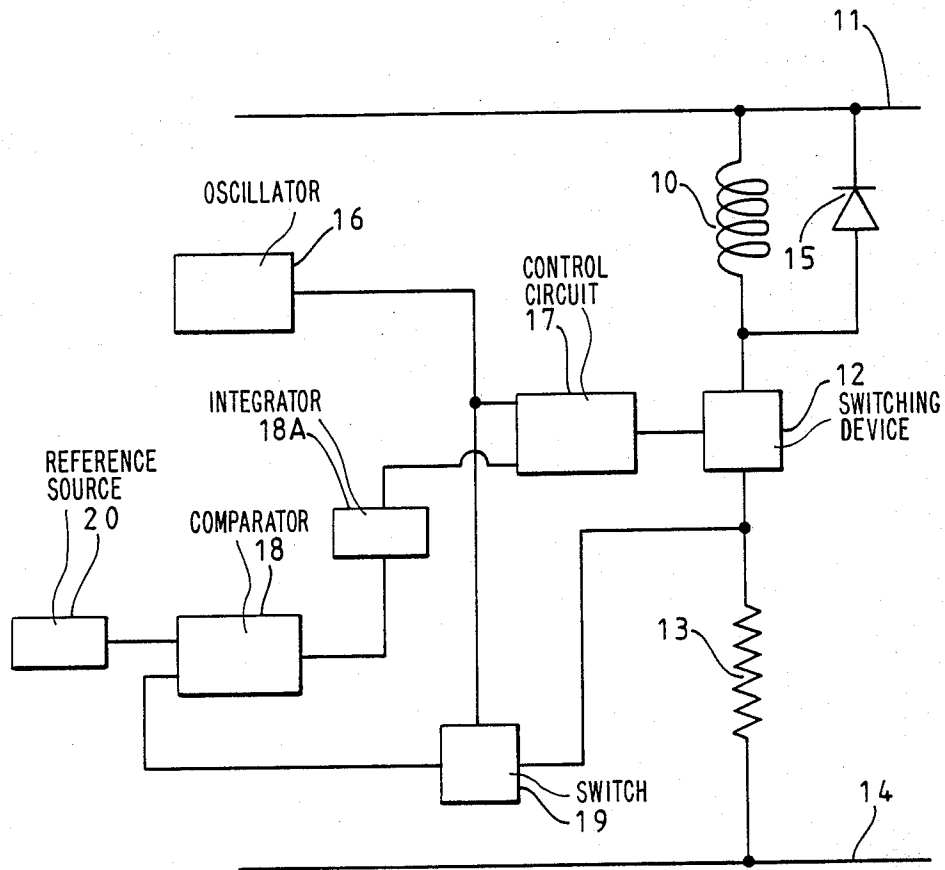 11
OSCILLATOR
16
10
15
CONTROL
CIRCUIT
17
12
SWITCHING
DEVICE
INTEGRATOR
18A
REFERENCE
SOURCE
20
COMPARATOR
18
13
SWITCH
19
14